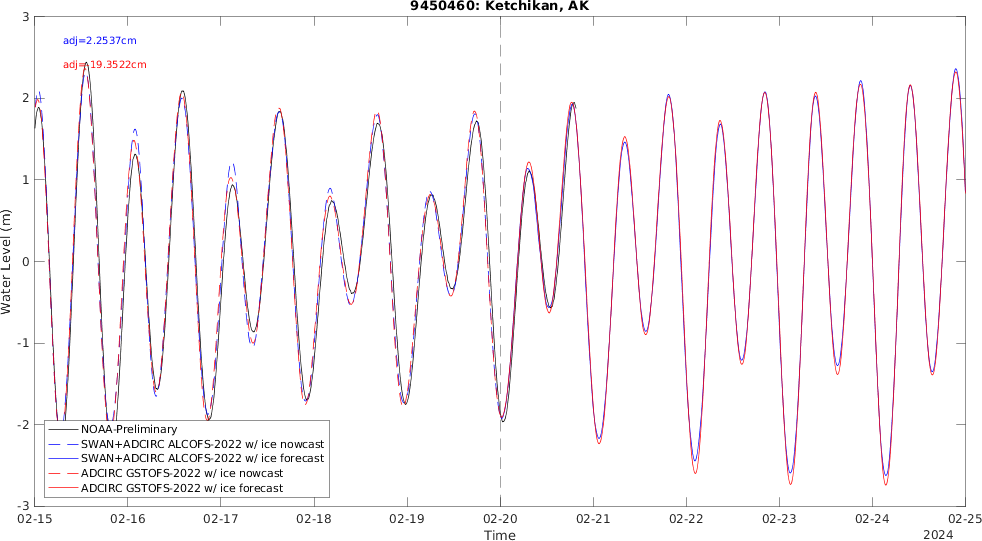 9450460: Ketchikan, AK
adj=2.2537cm
adj=-19.3522cm
3
2
1
0
-1
-2
-3
Water Level (m)
NOAA-Preliminary
SWAN+ADCIRC ALCOFS-2022 w/ ice nowcast
SWAN+ADCIRC ALCOFS-2022 w/ ice forecast
ADCIRC GSTOFS-2022 w/ ice nowcast
ADCIRC GSTOFS-2022 w/ ice forecast
02-15 02-16 02-17 02-18 02-19 02-20 02-21 02-22 02-23 02-24 02-25
Time
2024